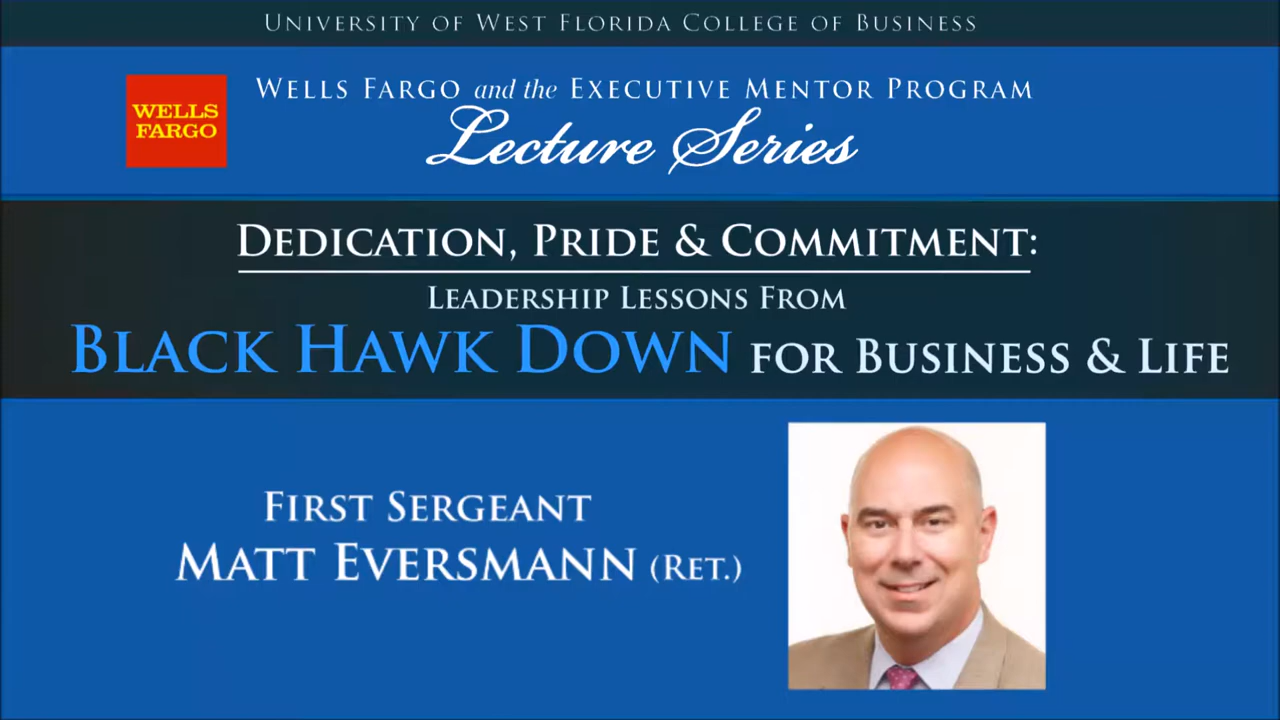 UNIVERSITY OF WEST FLORIDA COLLEGE OF BUSINESS
WELLS
FARGO
WELLS FARGO and the EXECUTIVE MENTOR PROGRAM
Lecture Series
DEDICATION, PRIDE & COMMITMENT:
LEADERSHIP LESSONS FROM
BLACK HAWK DOWN FOR BUSINESS & LIFE
FIRST SERGEANT
MATT EVERSMANN (RET.)